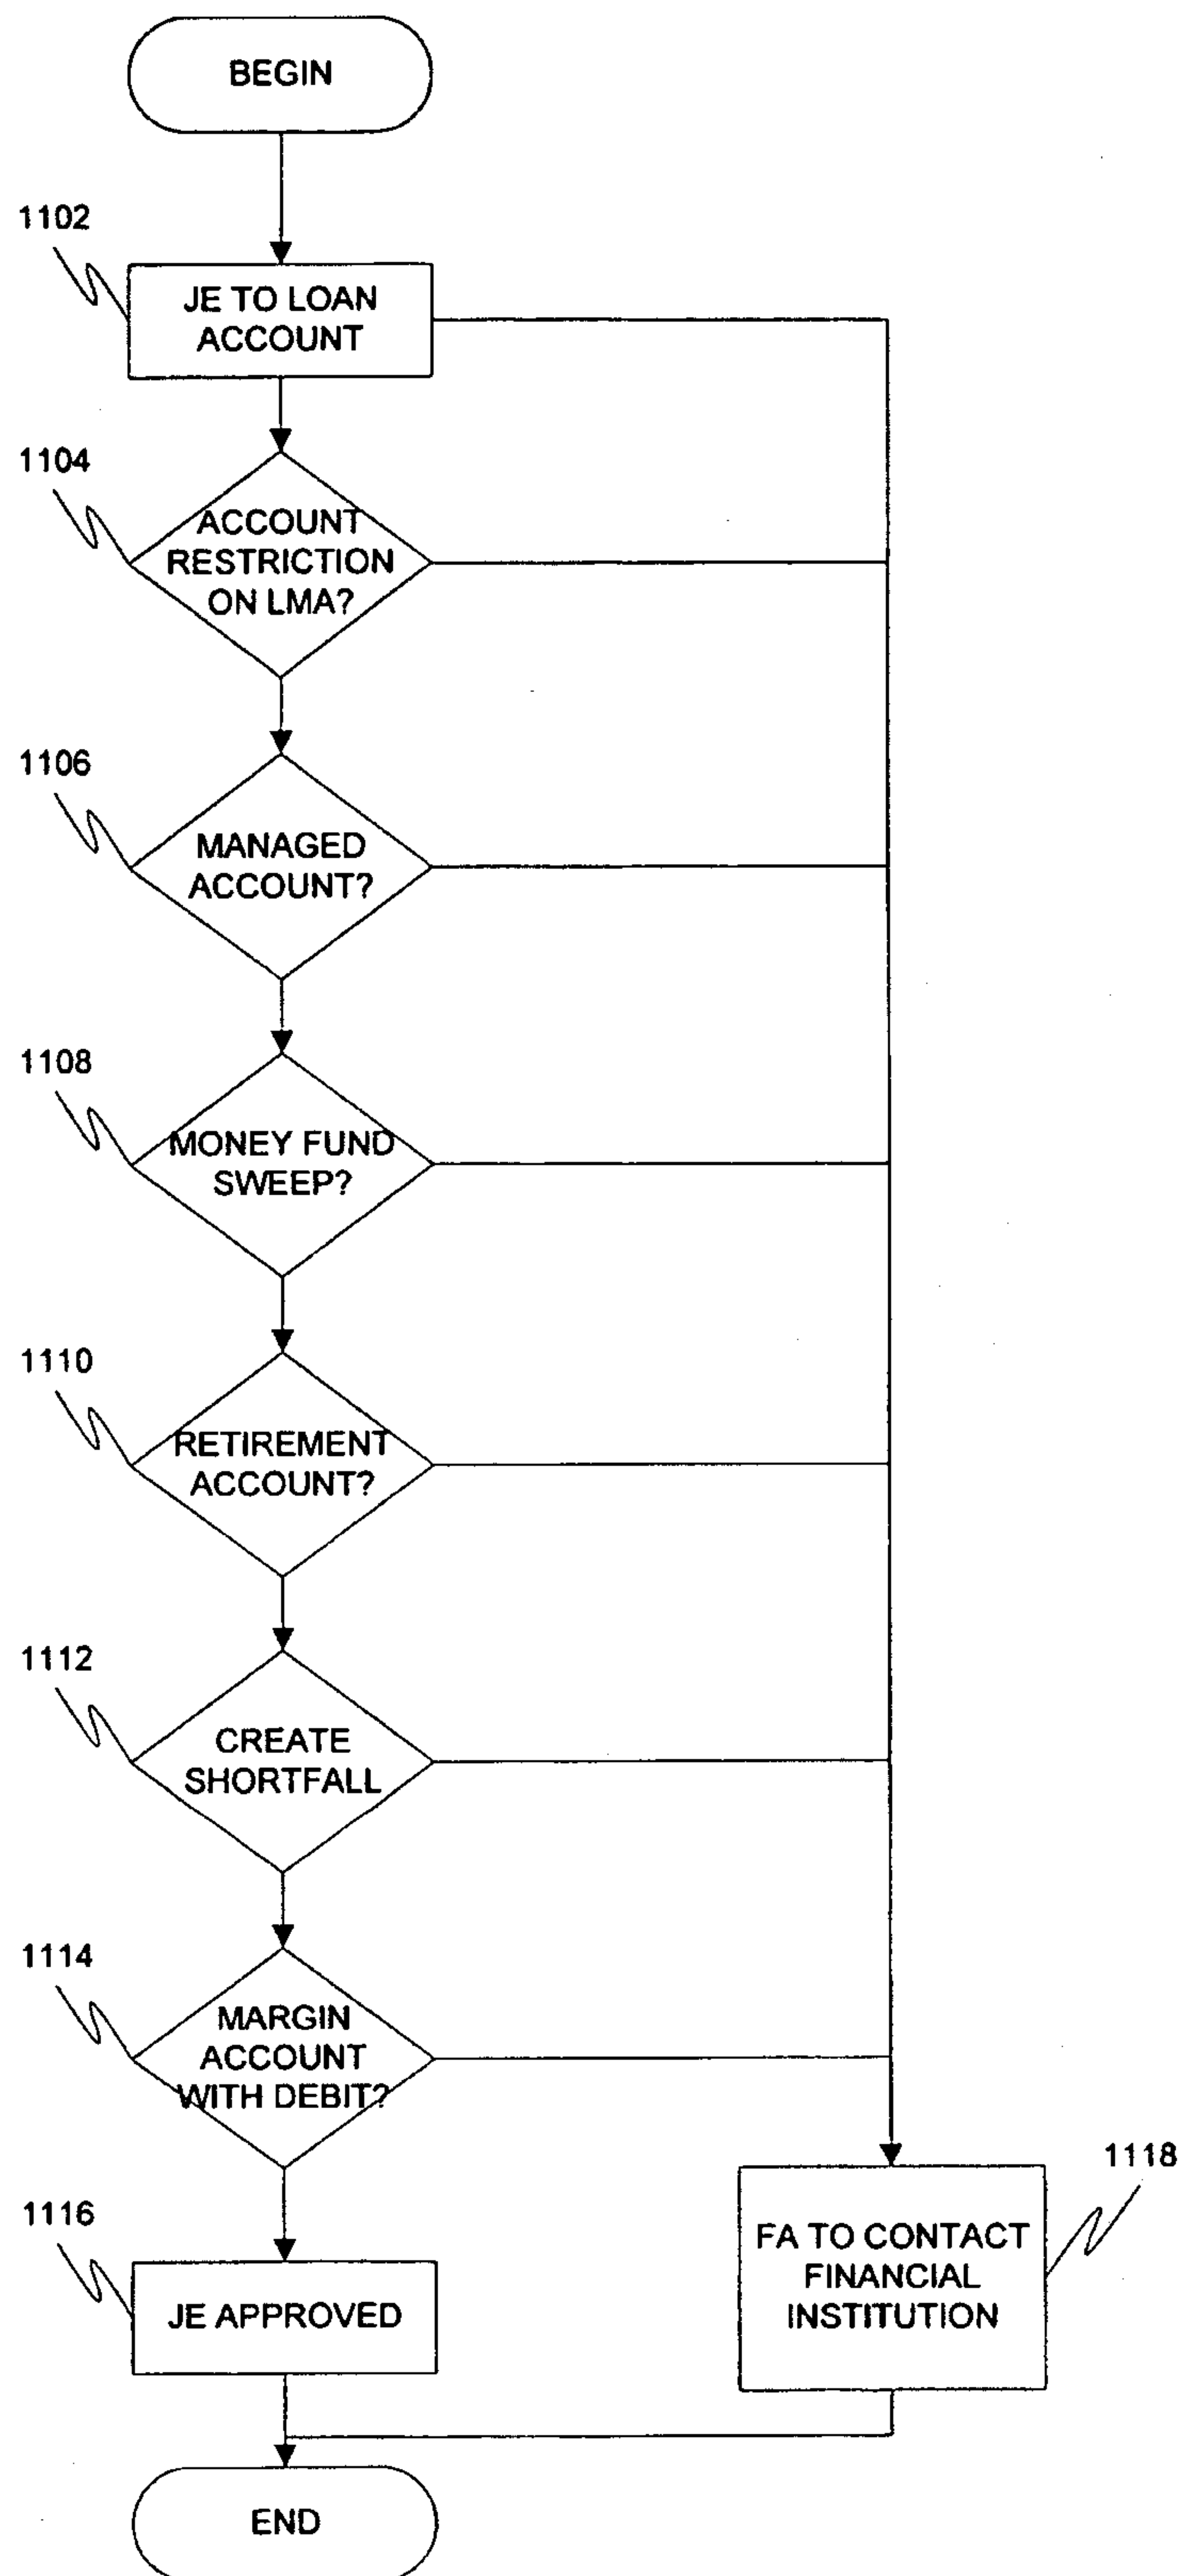 BEGIN
1102
JE TO LOAN
ACCOUNT
1104
ACCOUNT
RESTRICTION
ON LMA?
1106
MANAGED
ACCOUNT?
1108
MONEY FUND
SWEEP?
1110
RETIREMENT
ACCOUNT?
1112
CREATE
SHORTFALL
1114
MARGIN
ACCOUNT
WITH DEBIT?
1116
JE APPROVED
1118
FA TO CONTACT
FINANCIAL
INSTITUTION
END